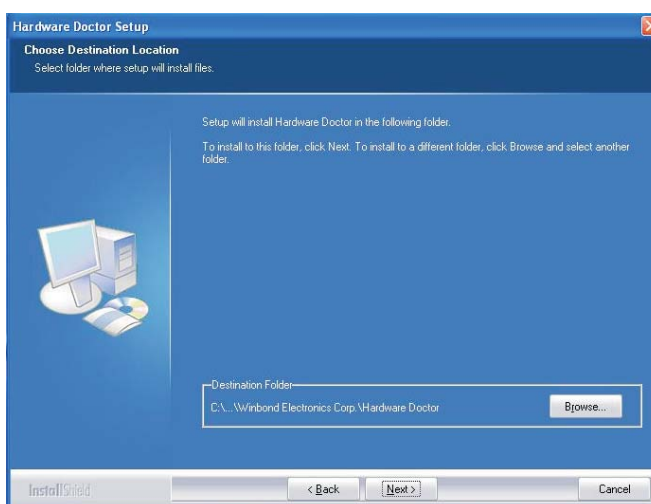 Hardware Doctor Setup
Choose Destination Location
Select folder where setup will install files.
Setup will install Hardware Doctor in the following folder.
To install to this folder, click Next. To install to a different folder, click Browse and select another
folder.
Destination Folder
C:\...\Winbond Electronics Corp.\Hardware Doctor
Browse...
InstallShield
< Back
Next >
Cancel